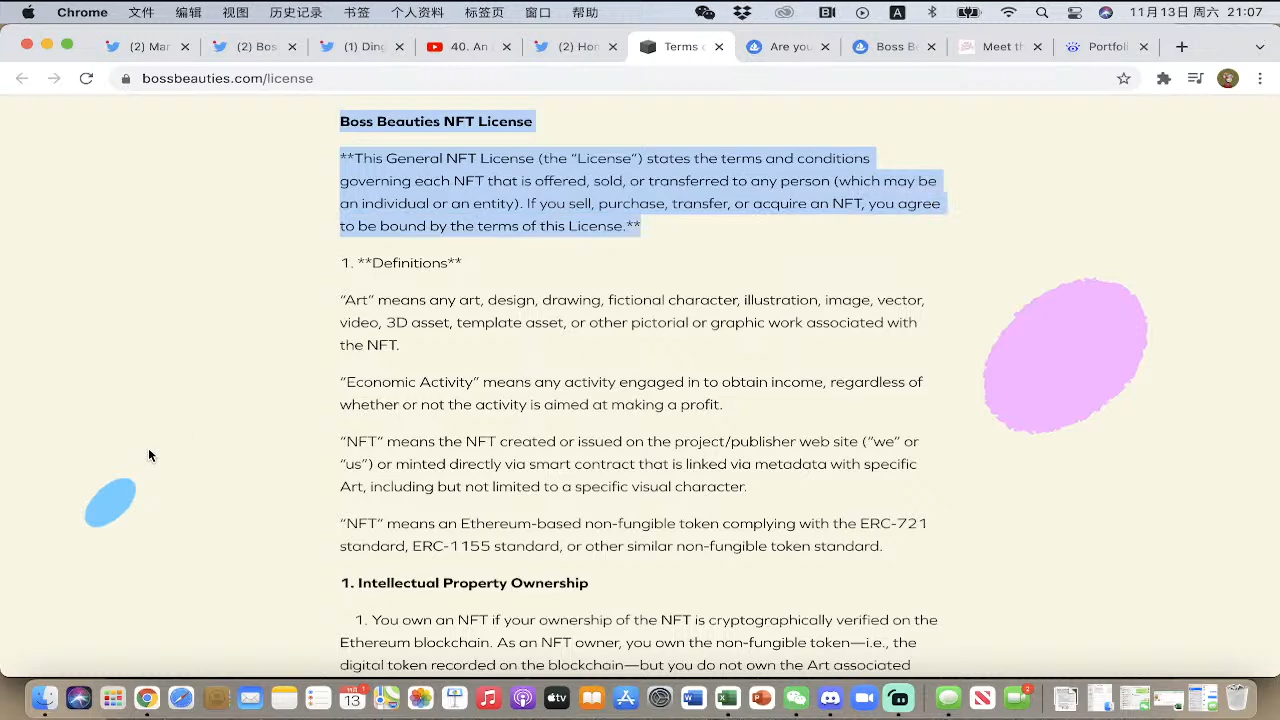 Chrome 文件 编辑 视图 历史记录 书签 个人资料 标签页 窗口 帮助 A 11月13日 周六 21:07
(2) Mar (2) Bos (1) Ding 40. An (2) Hon Terms Are you Boss B Meet th Portfoli
bossbeauties.com/license
Boss Beauties NFT License
**This General NFT License (the “License”) states the terms and conditions
governing each NFT that is offered, sold, or transferred to any person (which may be
an individual or an entity). If you sell, purchase, transfer, or acquire an NFT, you agree
to be bound by the terms of this License.**
1. **Definitions**
“Art” means any art, design, drawing, fictional character, illustration, image, vector,
video, 3D asset, template asset, or other pictorial or graphic work associated with
the NFT.
“Economic Activity” means any activity engaged in to obtain income, regardless of
whether or not the activity is aimed at making a profit.
“NFT” means the NFT created or issued on the project/publisher web site (“we” or
“us”) or minted directly via smart contract that is linked via metadata with specific
Art, including but not limited to a specific visual character.
“NFT” means an Ethereum-based non-fungible token complying with the ERC-721
standard, ERC-1155 standard, or other similar non-fungible token standard.
1. Intellectual Property Ownership
1. You own an NFT if your ownership of the NFT is cryptographically verified on the
Ethereum blockchain. As an NFT owner, you own the non-fungible token—i.e., the
digital token recorded on the blockchain—but you do not own the Art associated
13 tv W X P N 2